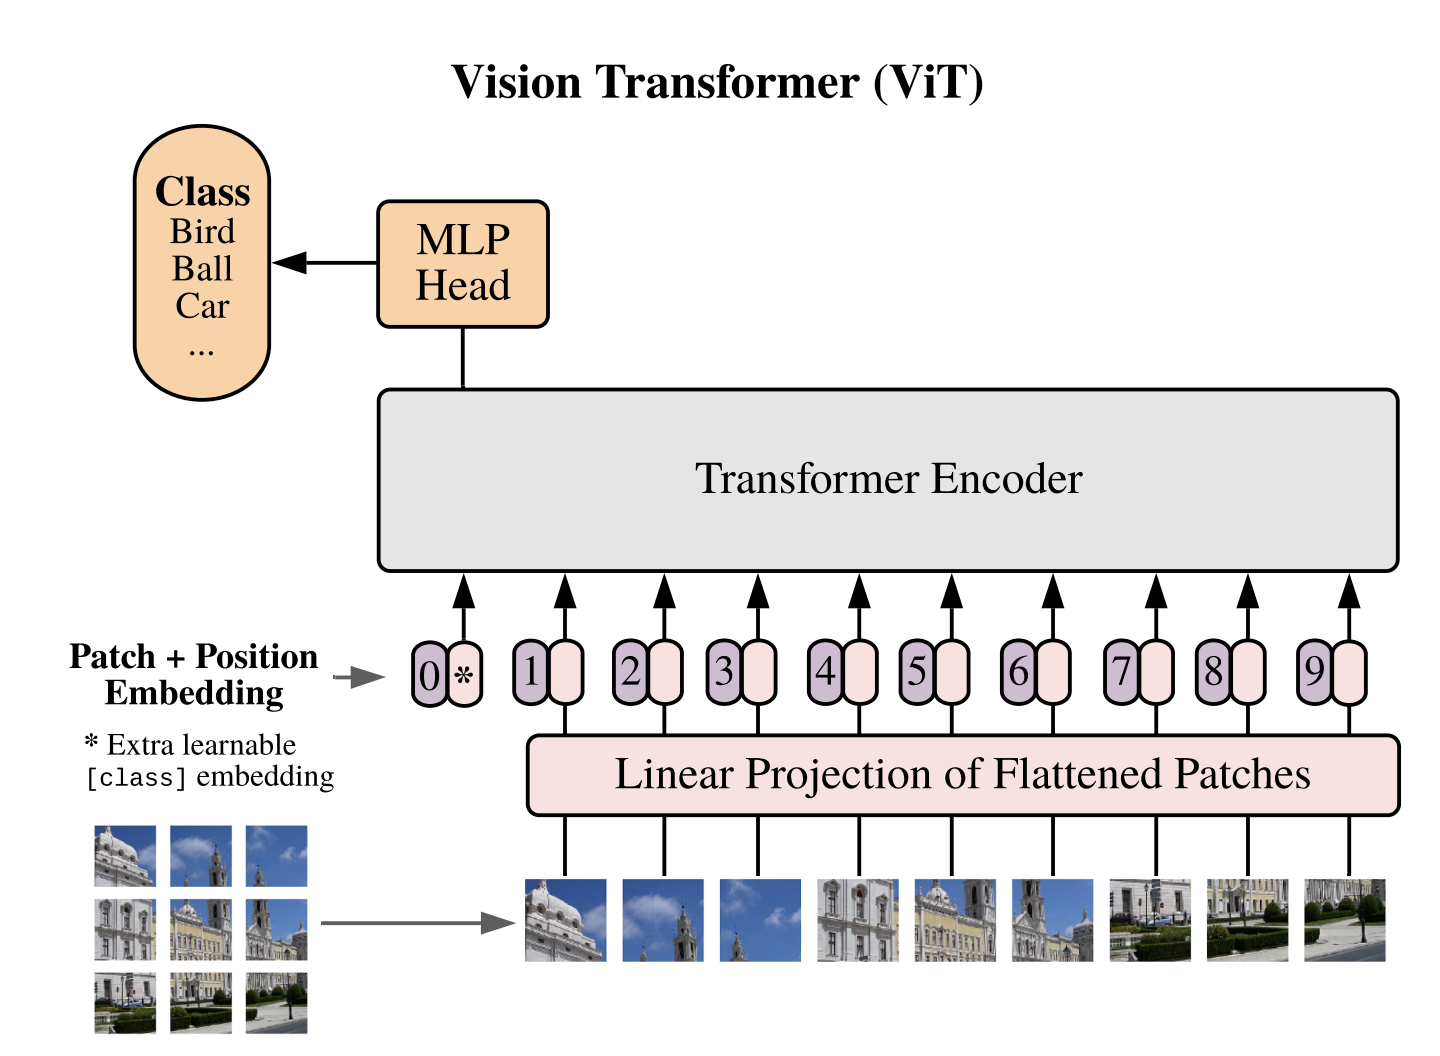 Vision Transformer (ViT)
Class
Bird
Ball
Car
...
MLP
Head
Transformer Encoder
Patch + Position
Embedding
0 * 1 2 3 4 5 6 7 8 9
* Extra learnable
[class] embedding
Linear Projection of Flattened Patches